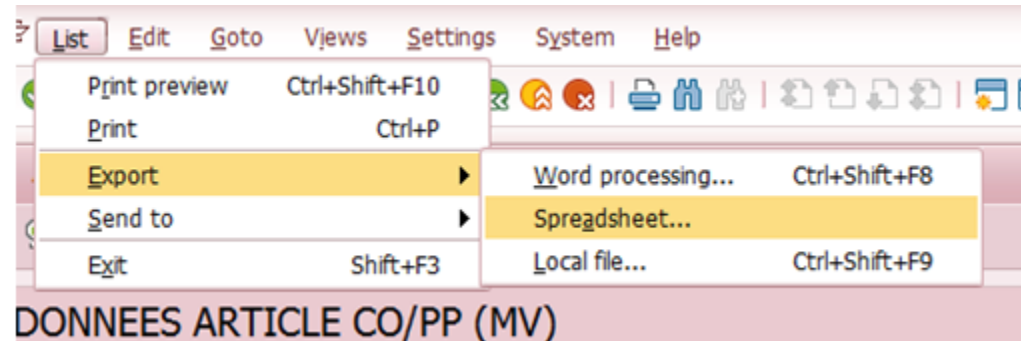 List Edit Goto Views Settings System Help
Print preview Ctrl+Shift+F10
Print Ctrl+P
Export
Word processing... Ctrl+Shift+F8
Send to
Spreadsheet...
Exit Shift+F3
Local file... Ctrl+Shift+F9
DONNEES ARTICLE CO/PP (MV)